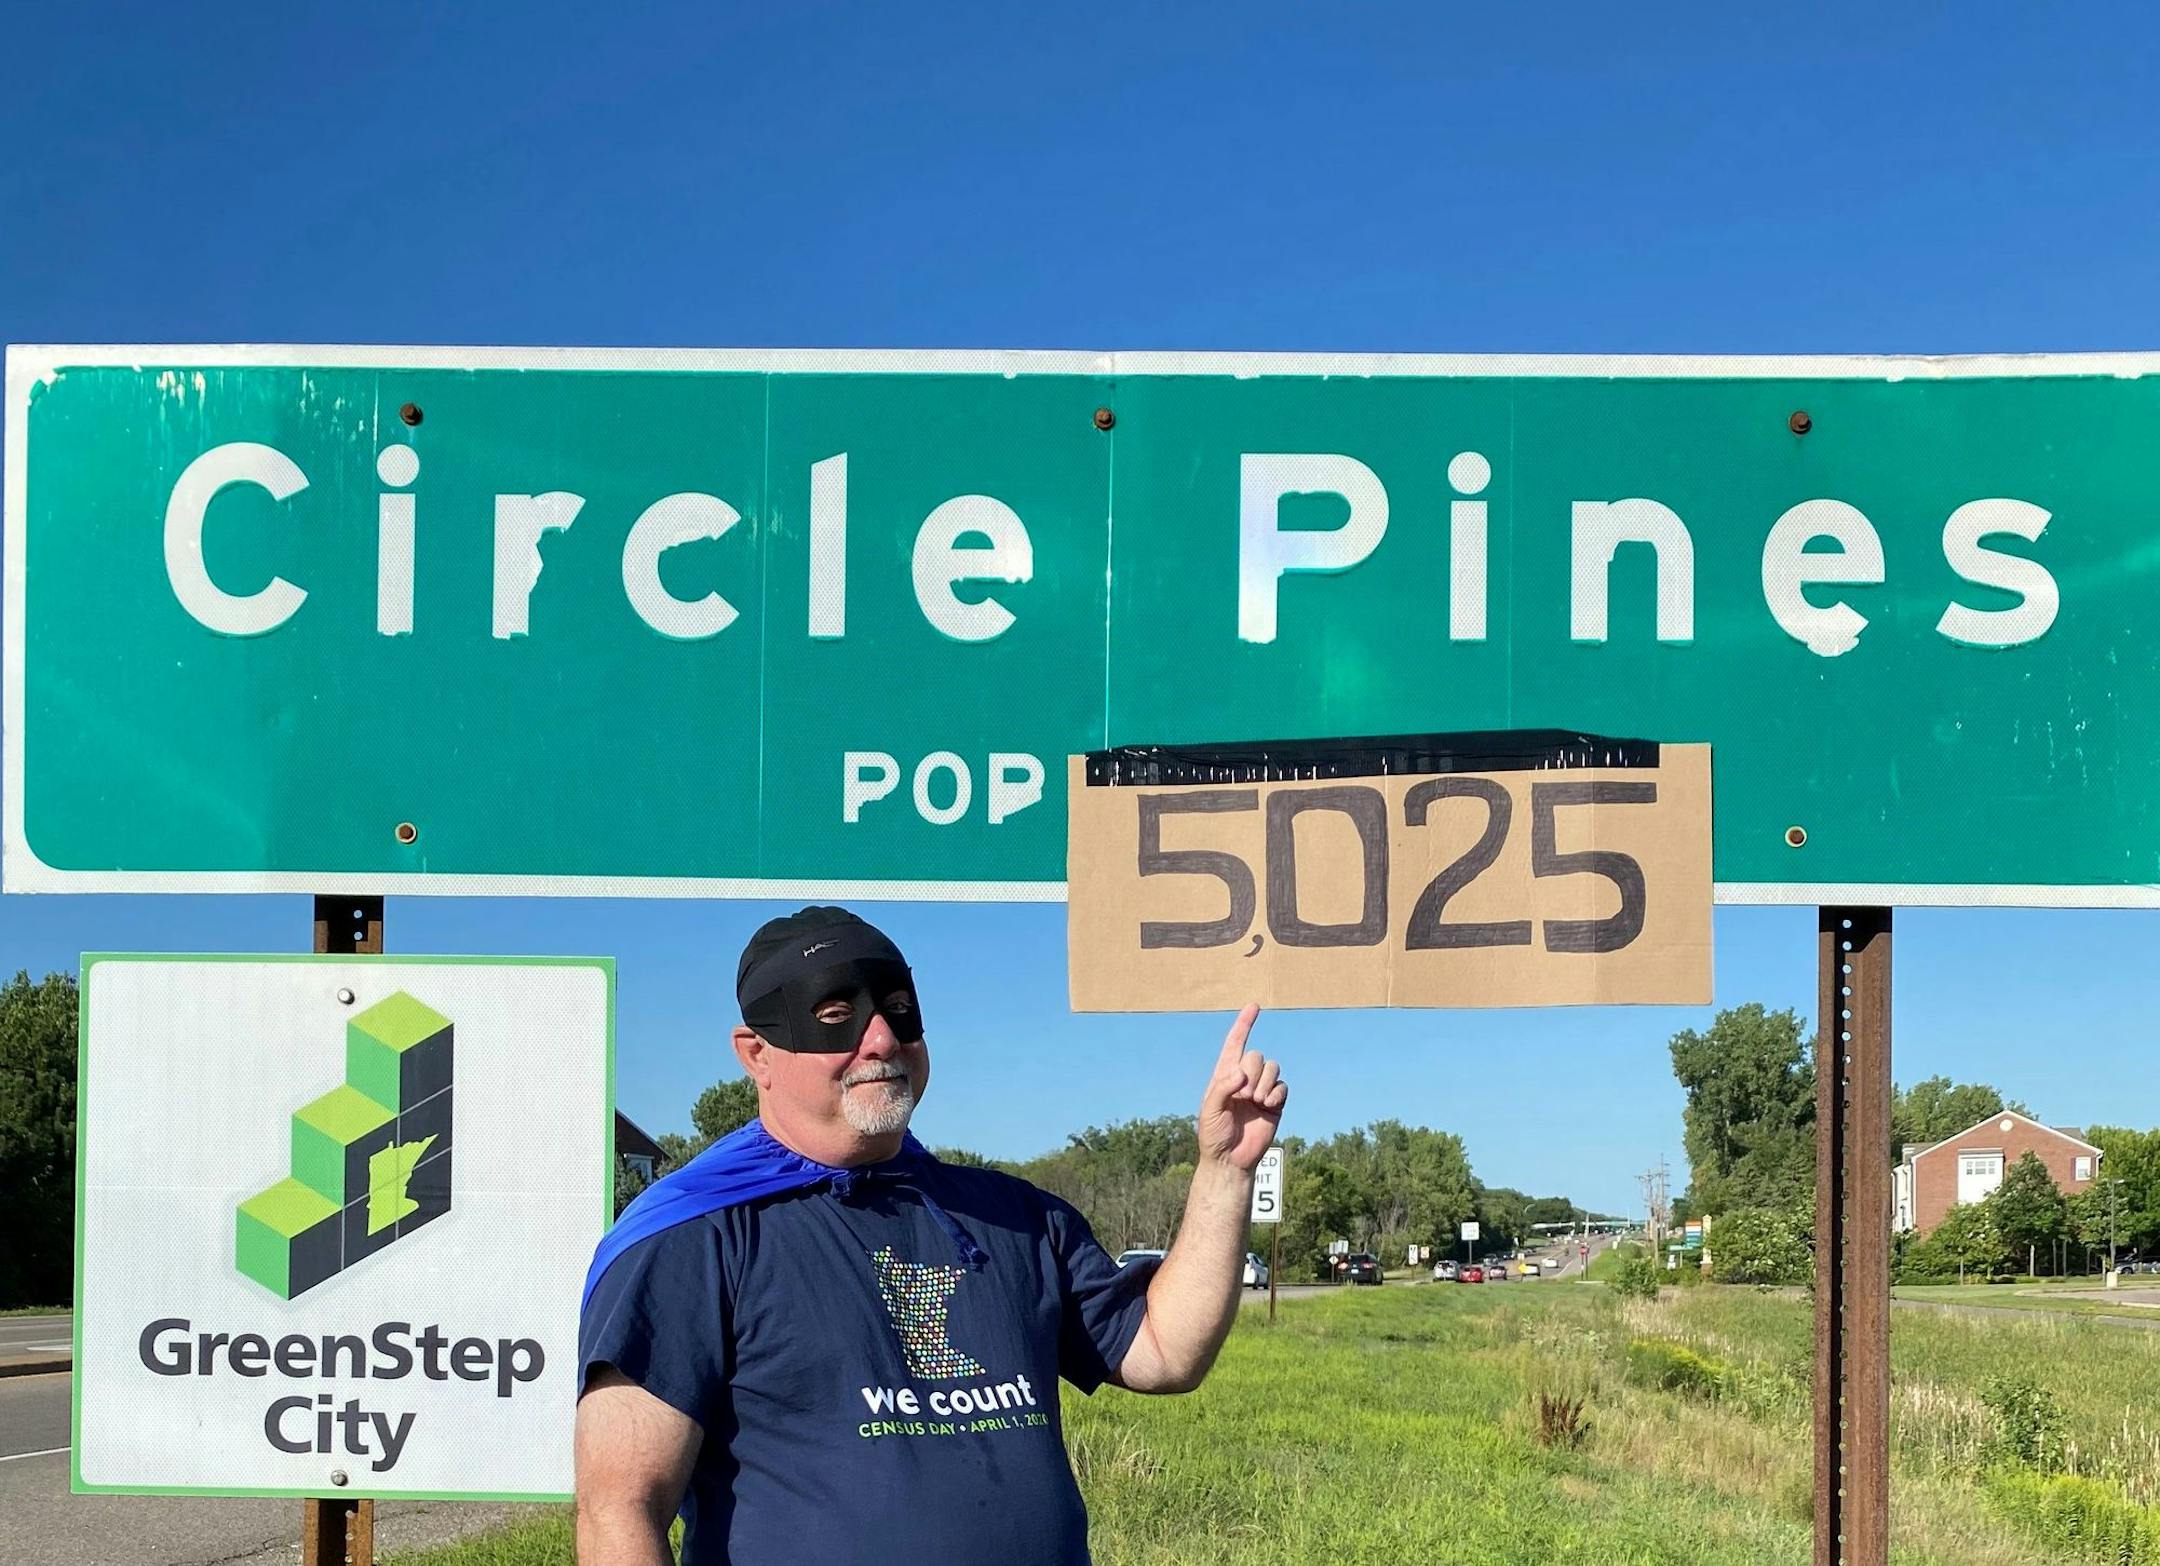 Circle Pines
POP 5,025
GreenStep
City
we count
CENSUS DAY • APRIL 1, 2020